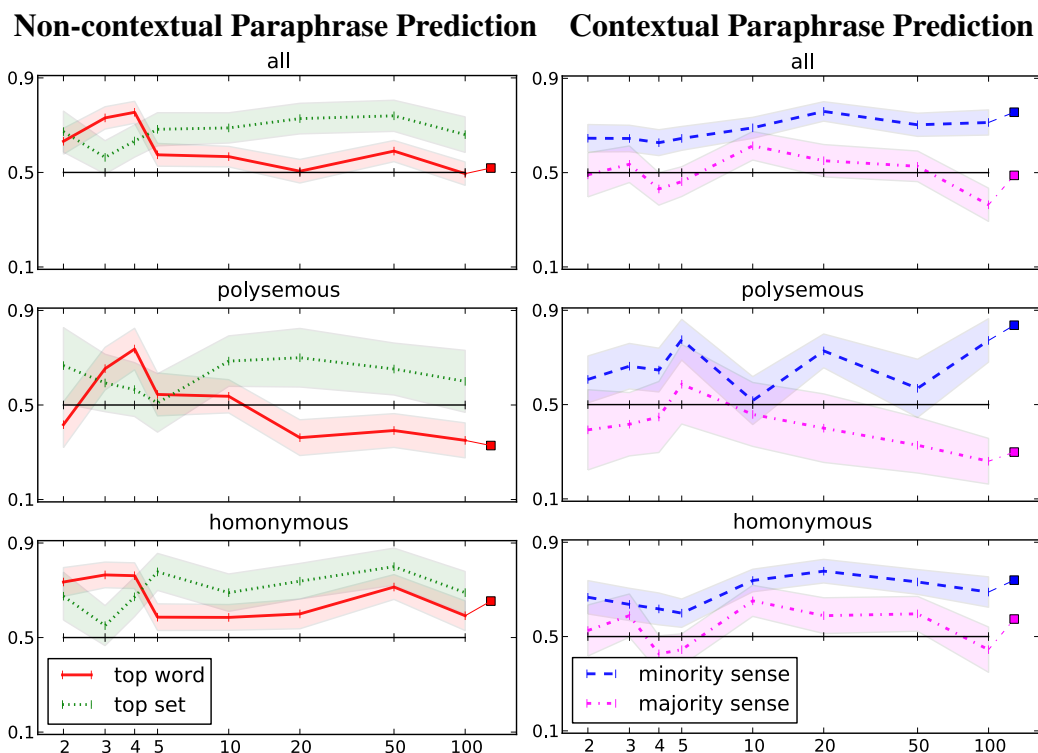 Non-contextual Paraphrase Prediction Contextual Paraphrase Prediction
all all
0.9 0.9
0.5 0.5
0.1 0.1
polysemous polysemous
0.9 0.9
0.5 0.5
0.1 0.1
homonymous homonymous
0.9 0.9
0.5 0.5
top word minority sense
top set majority sense
0.1 0.1
2 3 4 5 10 20 50 100 2 3 4 5 10 20 50 100